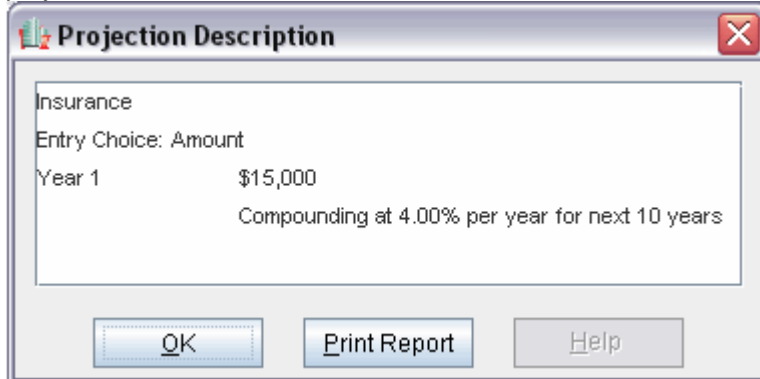 Projection Description
Insurance
Entry Choice: Amount
Year 1 $15,000
Compounding at 4.00% per year for next 10 years
OK Print Report Help